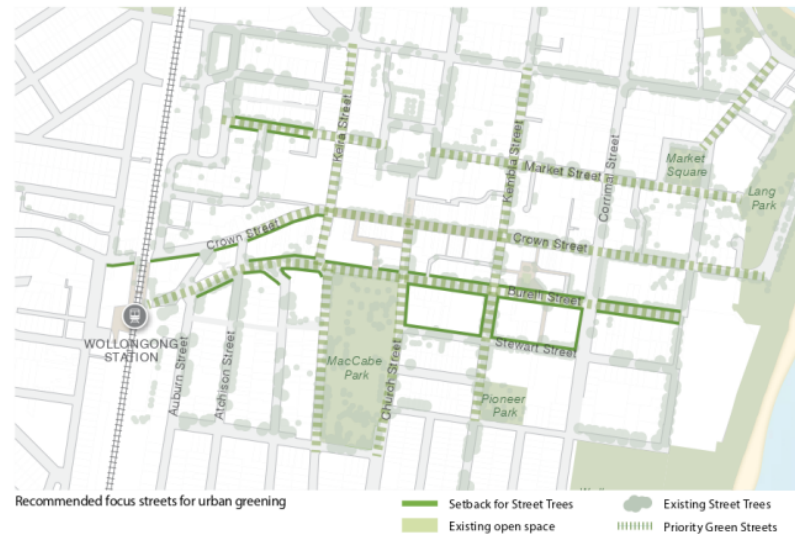 Keira Street
Kembla Street
Corrimal Street
Market Street
Market
Square
Lang
Park
Crown Street
Crown Street
Burelli Street
WOLLONGONG
STATION
Auburn Street
Atchison Street
MacCabe
Park
Church Street
Stewart Street
Pioneer
Park
Recommended focus streets for urban greening
Setback for Street Trees
Existing Street Trees
Existing open space
Priority Green Streets